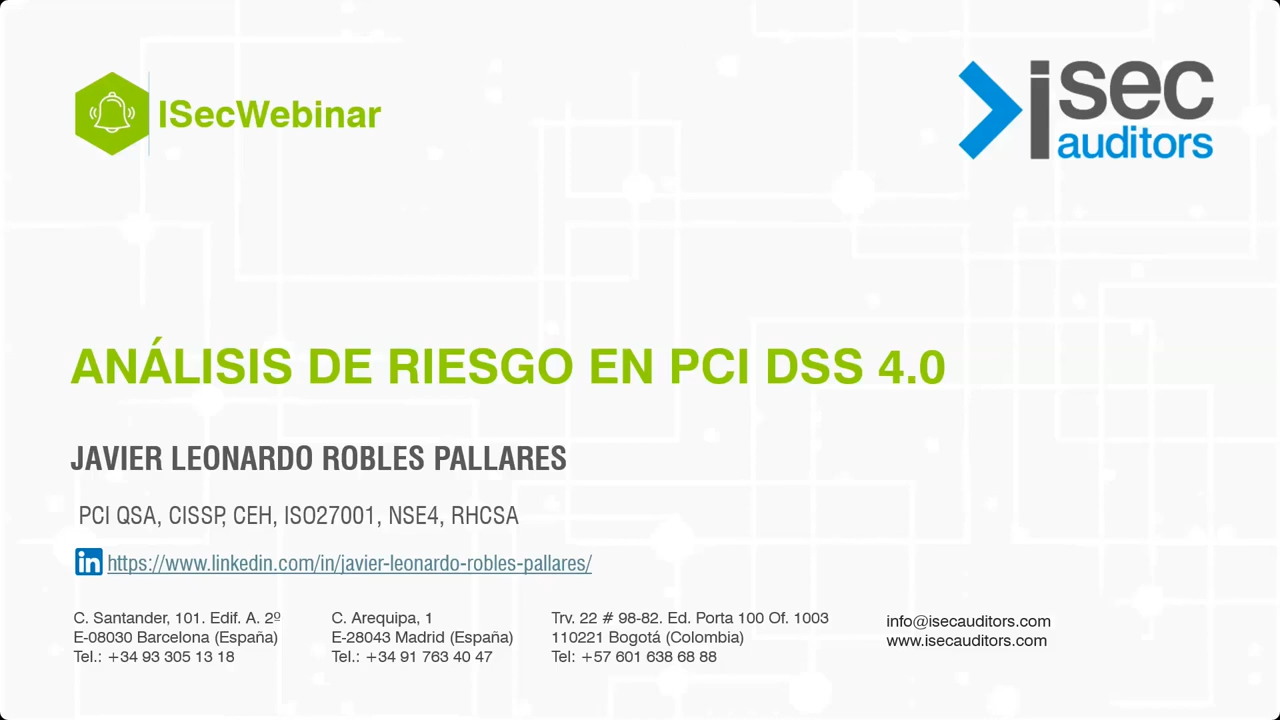 ISecWebinar
isec
auditors
ANÁLISIS DE RIESGO EN PCI DSS 4.0
JAVIER LEONARDO ROBLES PALLARES
PCI QSA, CISSP, CEH, ISO27001, NSE4, RHCSA
in https://www.linkedin.com/in/javier-leonardo-robles-pallares/
C. Santander, 101. Edif. A. 2º
E-08030 Barcelona (España)
Tel.: +34 93 305 13 18
C. Arequipa, 1
E-28043 Madrid (España)
Tel.: +34 91 763 40 47
Trv. 22 # 98-82. Ed. Porta 100 Of. 1003
110221 Bogotá (Colombia)
Tel: +57 601 638 68 88
info@isecauditors.com
www.isecauditors.com